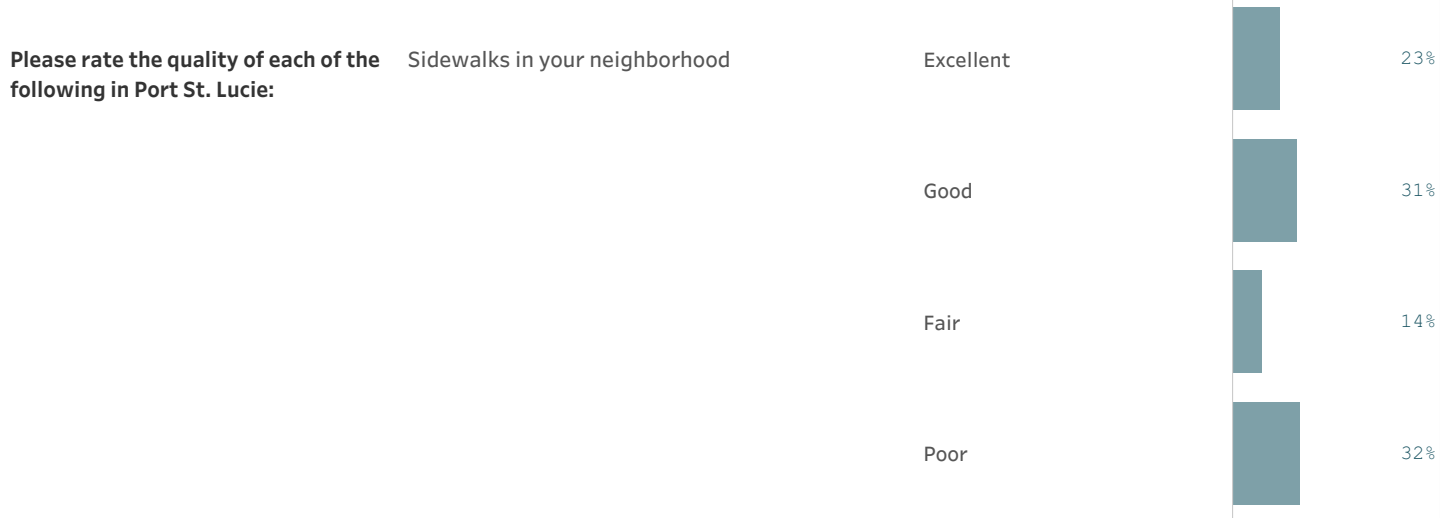 Please rate the quality of each of the
following in Port St. Lucie:
Sidewalks in your neighborhood
Excellent 23%
Good 31%
Fair 14%
Poor 32%